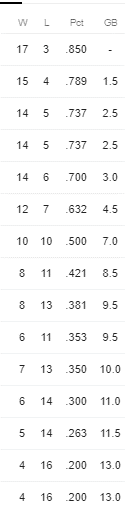 W L Pct GB
17 3 .850 -
15 4 .789 1.5
14 5 .737 2.5
14 5 .737 2.5
14 6 .700 3.0
12 7 .632 4.5
10 10 .500 7.0
8 11 .421 8.5
8 13 .381 9.5
6 11 .353 9.5
7 13 .350 10.0
6 14 .300 11.0
5 14 .263 11.5
4 16 .200 13.0
4 16 .200 13.0